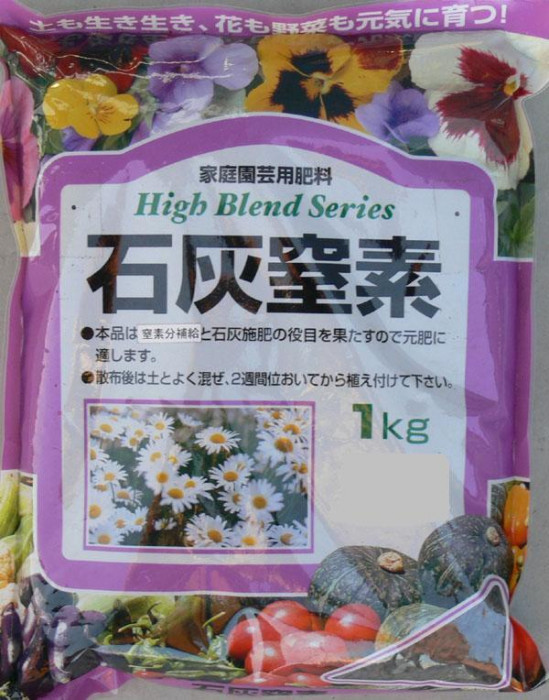 土も生き生き、花も野菜も元気に育つ!
家庭園芸用肥料
High Blend Series
石灰窒素
●本品は窒素分補給と石灰施肥の役目を果たすので元肥に
適します。
●散布後は土とよく混ぜ、2週間位おいてから植え付けて下さい。
1kg
石灰窒素